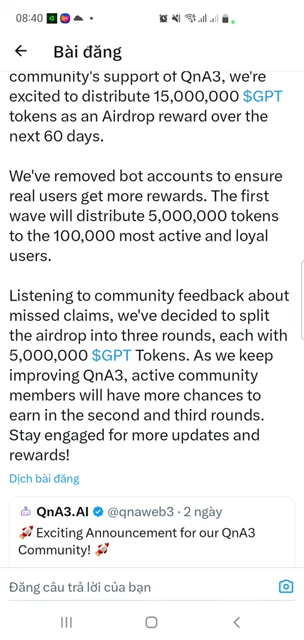 08:40
Bài đăng
community's support of QnA3, we're
excited to distribute 15,000,000 $GPT
tokens as an Airdrop reward over the
next 60 days.
We've removed bot accounts to ensure
real users get more rewards. The first
wave will distribute 5,000,000 tokens
to the 100,000 most active and loyal
users.
Listening to community feedback about
missed claims, we've decided to split
the airdrop into three rounds, each with
5,000,000 $GPT Tokens. As we keep
improving QnA3, active community
members will have more chances to
earn in the second and third rounds.
Stay engaged for more updates and
rewards!
Dịch bài đăng
QnA3.AI @qnaweb3 · 2 ngày
🚀 Exciting Announcement for our QnA3
Community! 🚀
Đăng câu trả lời của bạn